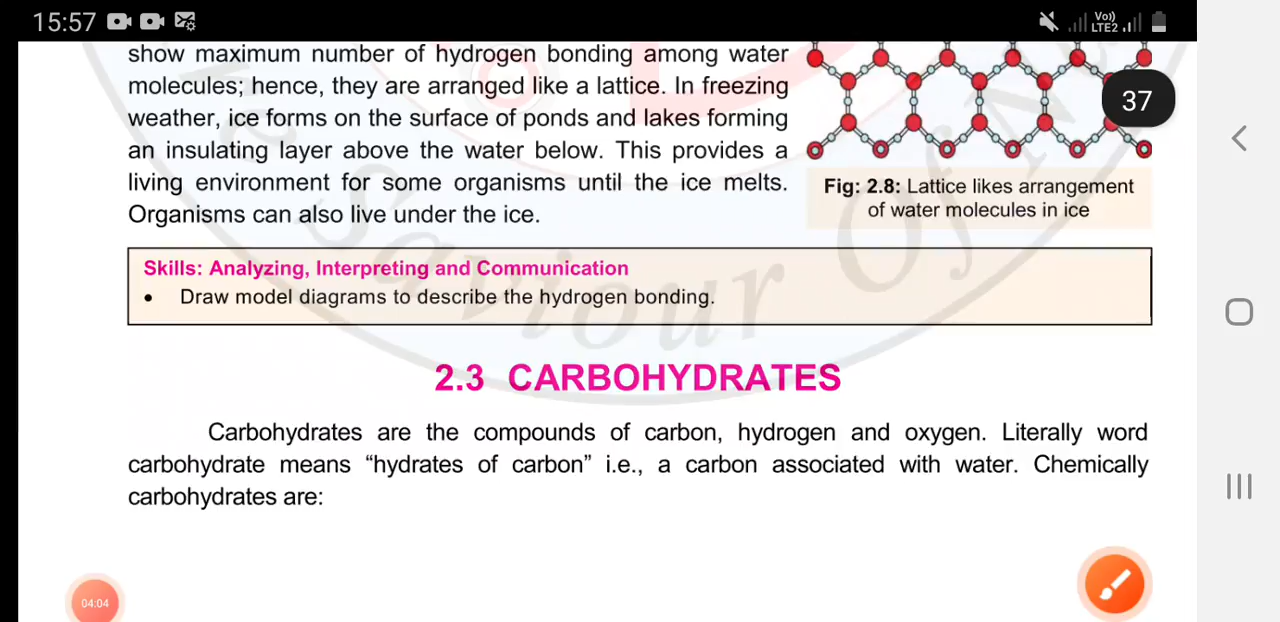 15:57
Vo))
LTE2
show maximum number of hydrogen bonding among water
molecules; hence, they are arranged like a lattice. In freezing
weather, ice forms on the surface of ponds and lakes forming
an insulating layer above the water below. This provides a
living environment for some organisms until the ice melts.
Organisms can also live under the ice.
37
Fig: 2.8: Lattice likes arrangement
of water molecules in ice
Skills: Analyzing, Interpreting and Communication
• Draw model diagrams to describe the hydrogen bonding.
2.3 CARBOHYDRATES
Carbohydrates are the compounds of carbon, hydrogen and oxygen. Literally word
carbohydrate means “hydrates of carbon” i.e., a carbon associated with water. Chemically
carbohydrates are:
04:04
Saviour Of